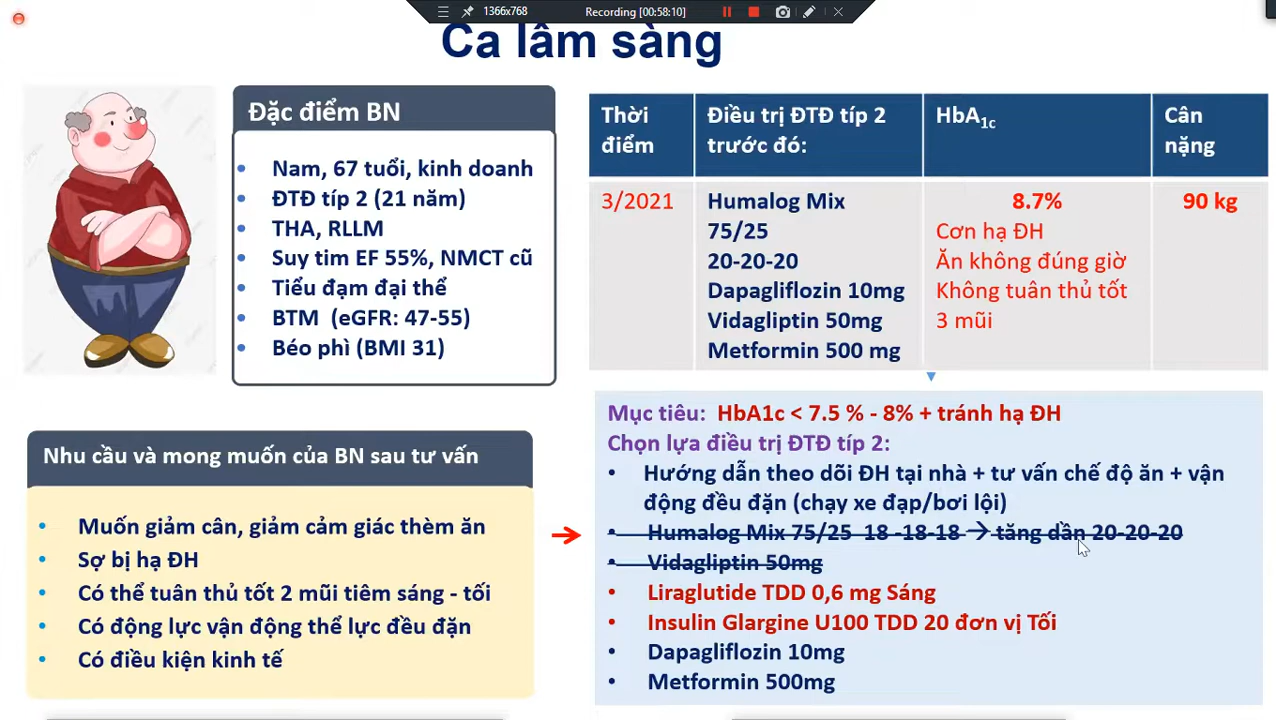 1366x768
Recording [00:58:10]
Ca lâm sàng
Đặc điểm BN
Nam, 67 tuổi, kinh doanh
ĐTĐ típ 2 (21 năm)
THA, RLLM
Suy tim EF 55%, NMCT cũ
Tiểu đạm đại thể
BTM (eGFR: 47-55)
Béo phì (BMI 31)
Thời điểm
Điều trị ĐTĐ típ 2 trước đó:
HbA1c
Cân nặng
3/2021
Humalog Mix
75/25
20-20-20
Dapagliflozin 10mg
Vidagliptin 50mg
Metformin 500 mg
8.7%
Cơn hạ ĐH
Ăn không đúng giờ
Không tuân thủ tốt
3 mũi
90 kg
Nhu cầu và mong muốn của BN sau tư vấn
Muốn giảm cân, giảm cảm giác thèm ăn
Sợ bị hạ ĐH
Có thể tuân thủ tốt 2 mũi tiêm sáng - tối
Có động lực vận động thể lực đều đặn
Có điều kiện kinh tế
Mục tiêu: HbA1c < 7.5 % - 8% + tránh hạ ĐH
Chọn lựa điều trị ĐTĐ típ 2:
Hướng dẫn theo dõi ĐH tại nhà + tư vấn chế độ ăn + vận
động đều đặn (chạy xe đạp/bơi lội)
Humalog Mix 75/25 18 -18-18 → tăng dần 20-20-20
Vidagliptin 50mg
Liraglutide TDD 0,6 mg Sáng
Insulin Glargine U100 TDD 20 đơn vị Tối
Dapagliflozin 10mg
Metformin 500mg